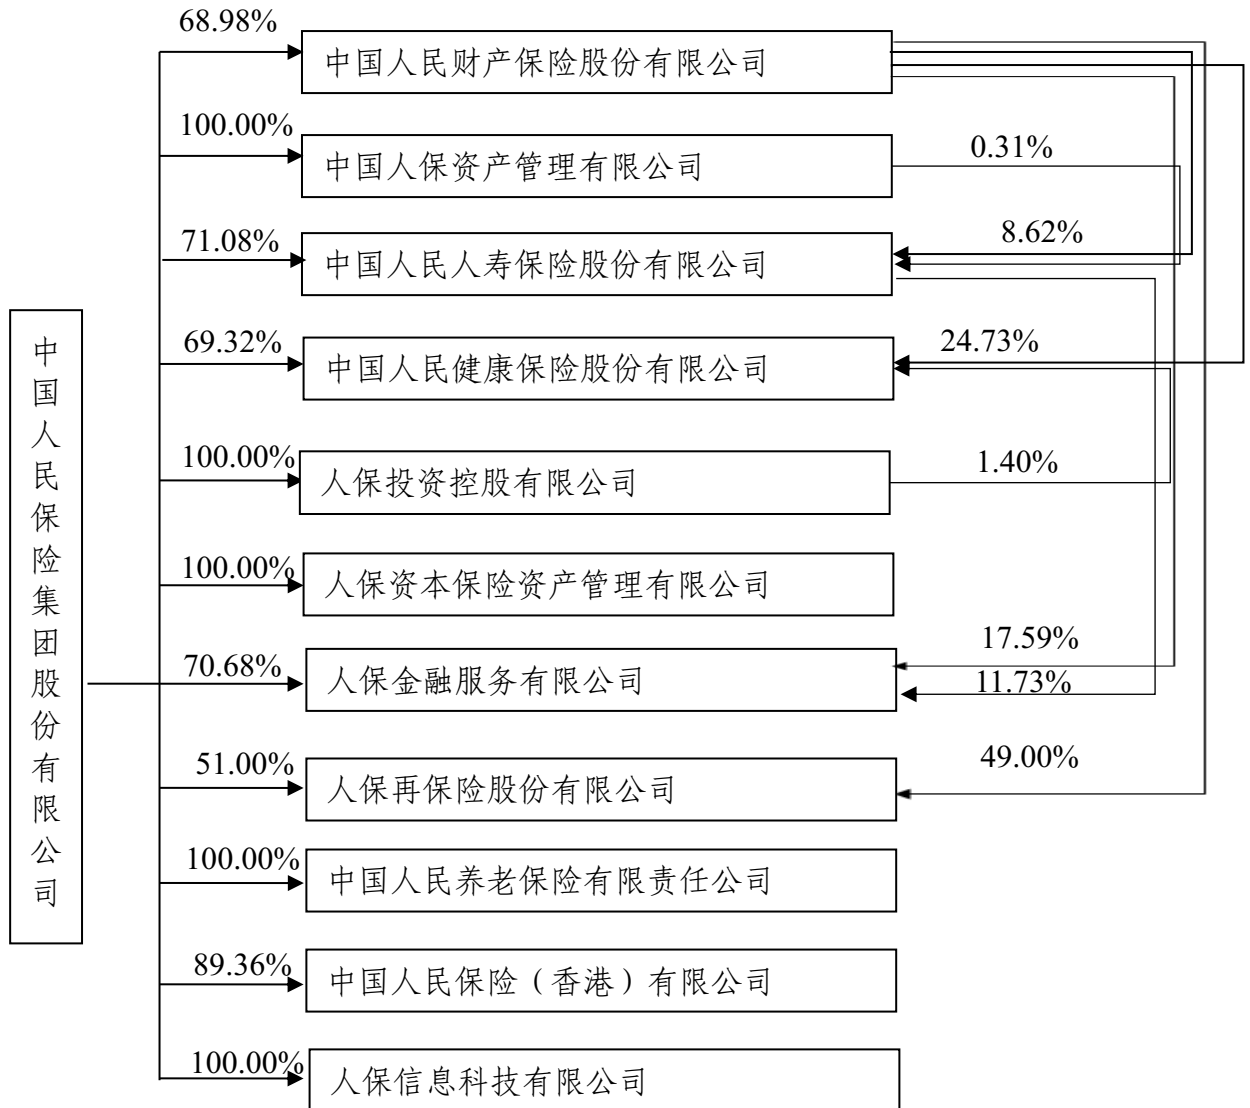 68.98%
中国人民财产保险股份有限公司
100.00%
中国人保资产管理有限公司
0.31%
71.08%
中国人民人寿保险股份有限公司
8.62%
中国人民保险集团股份有限公司
69.32%
中国人民健康保险股份有限公司
24.73%
100.00%
人保投资控股有限公司
1.40%
100.00%
人保资本保险资产管理有限公司
70.68%
人保金融服务有限公司
17.59%
11.73%
51.00%
人保再保险股份有限公司
49.00%
100.00%
中国人民养老保险有限责任公司
89.36%
中国人民保险（香港）有限公司
100.00%
人保信息科技有限公司